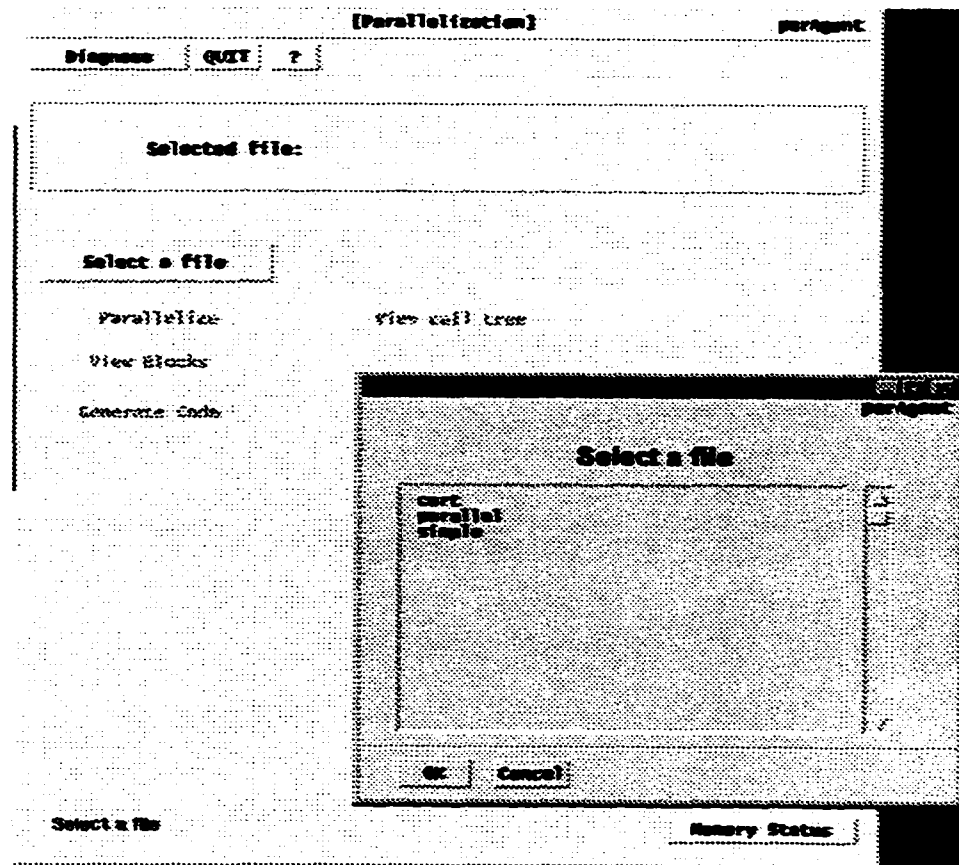 [Parallelization] parAgent
Diagnose QUIT ?
Selected file:
Select a file
Parallelize View call tree
View Blocks
Generate Code
parAgent
Select a file
cart
parallel
simple
OK Cancel
Select a file Memory Status